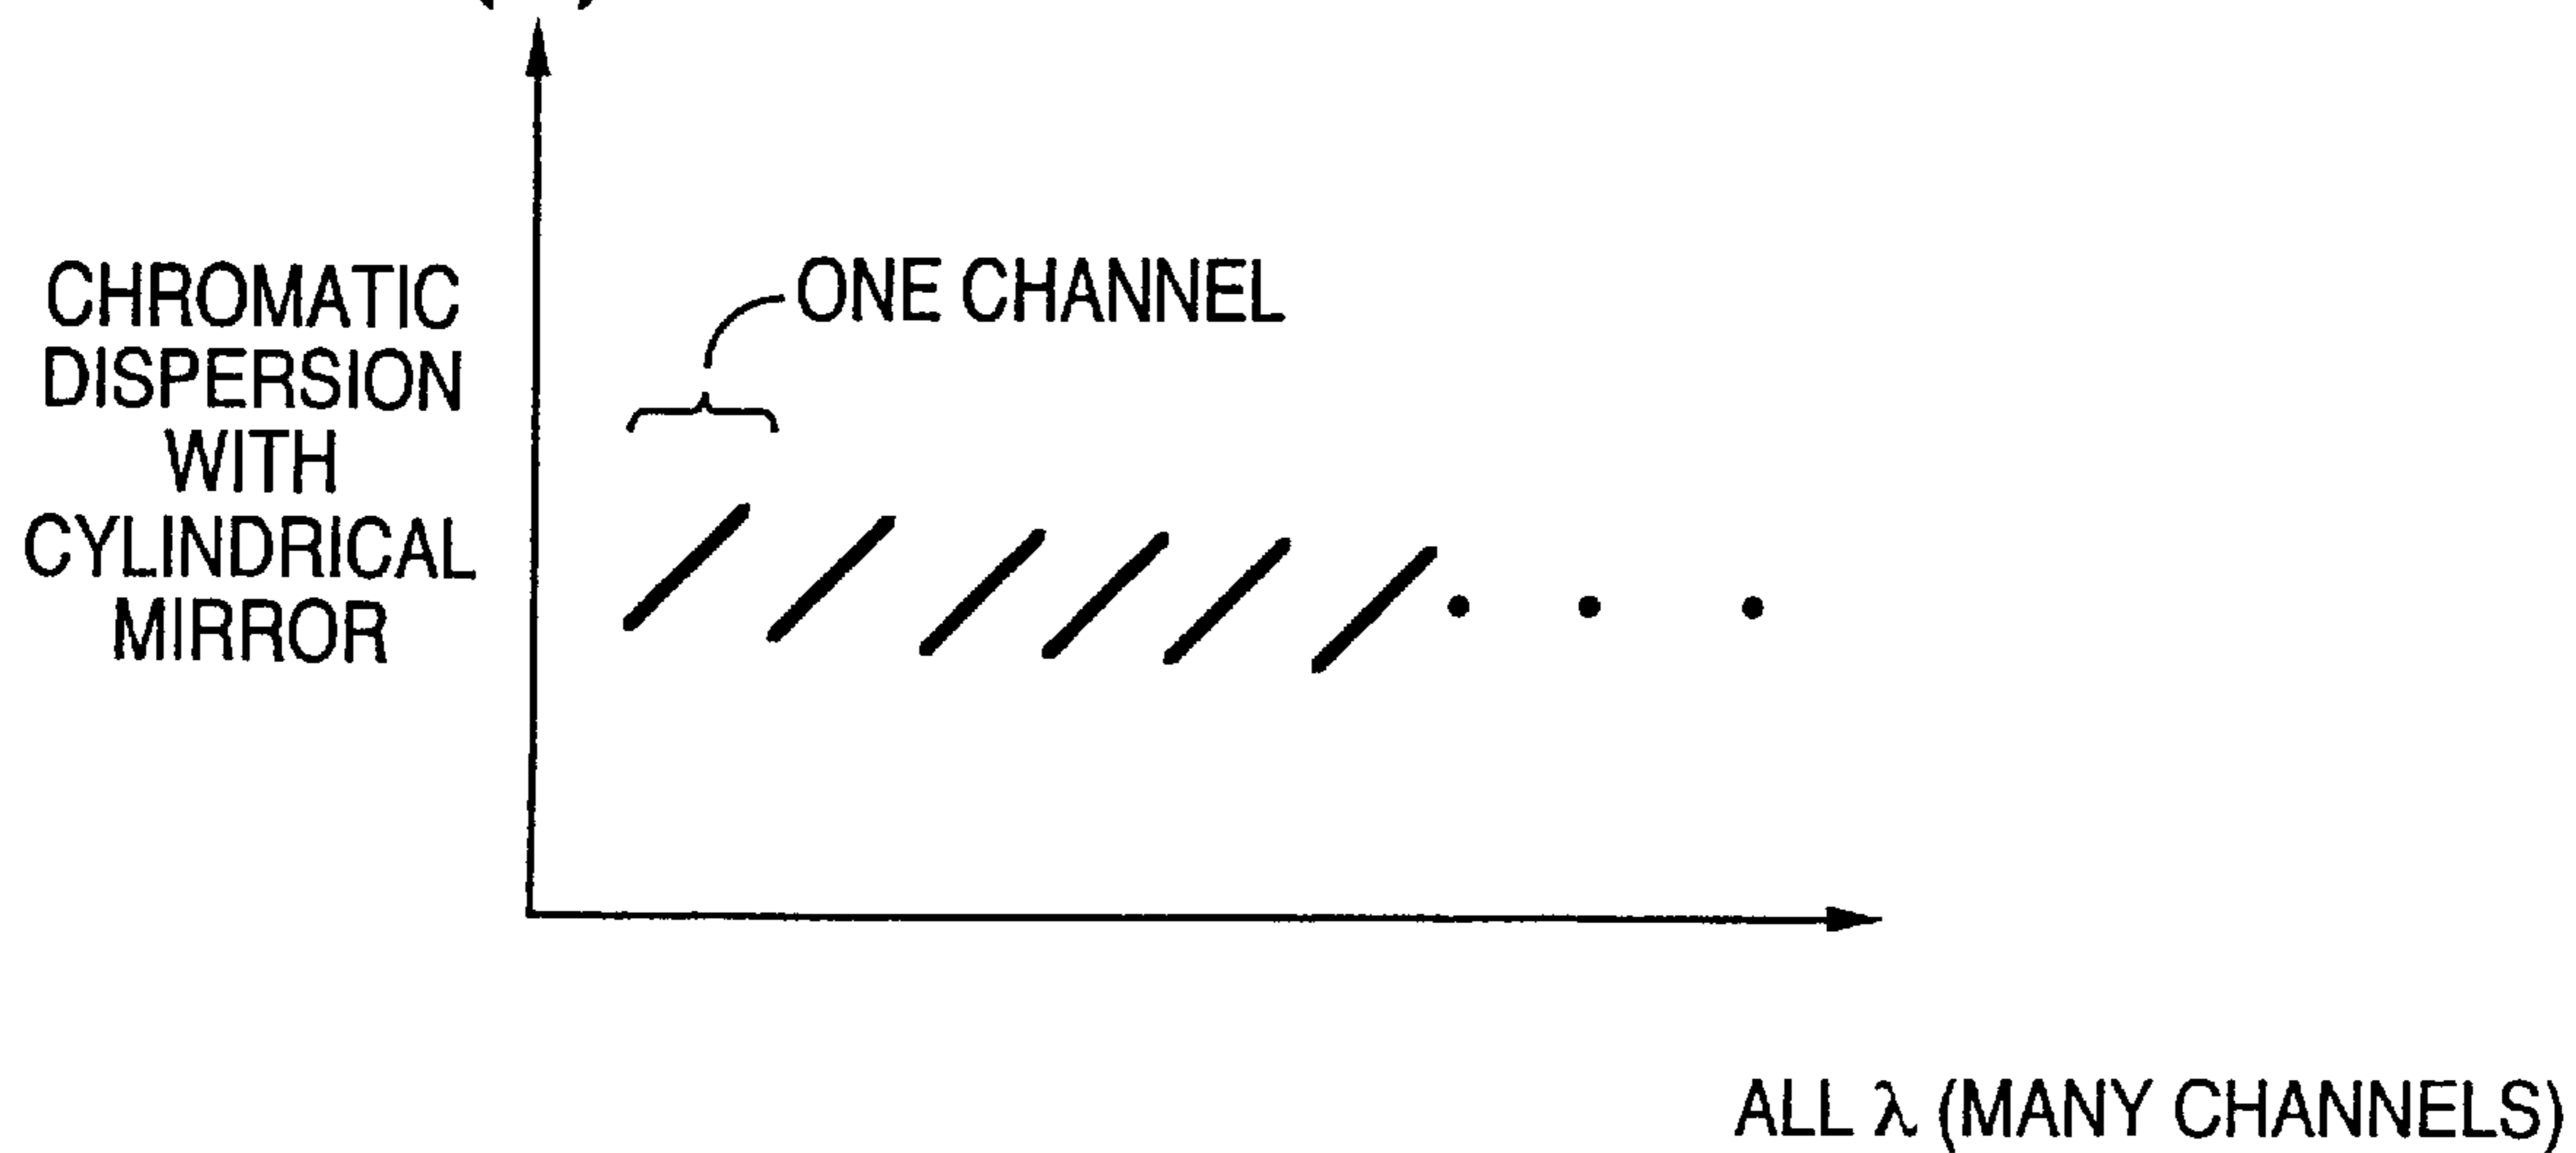 ONE CHANNEL
CHROMATIC
DISPERSION
WITH
CYLINDRICAL
MIRROR
ALL λ (MANY CHANNELS)